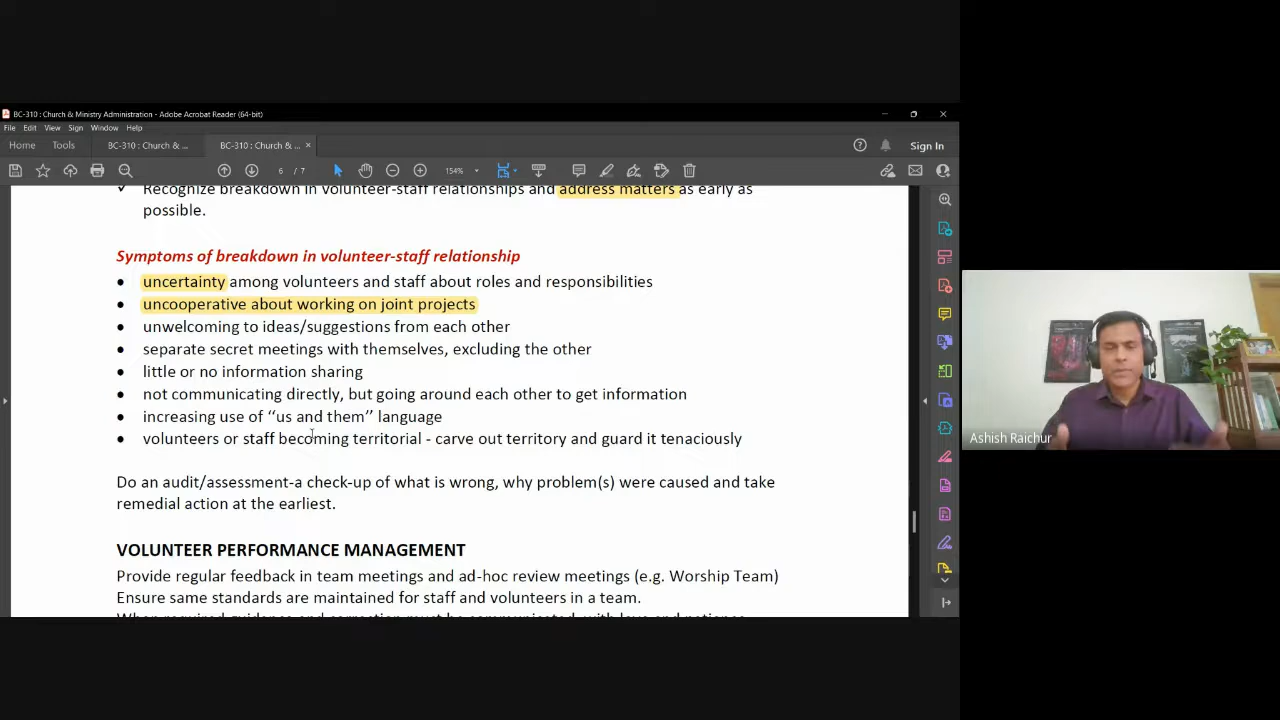 BC-310 : Church & Ministry Administration - Adobe Acrobat Reader (64-bit)
File Edit View Sign Window Help
Home Tools BC-310 : Church & ... BC-310 : Church & ... × Sign In
6 / 7 154%
✓ Recognize breakdown in volunteer-staff relationships and address matters as early as
possible.
Symptoms of breakdown in volunteer-staff relationship
• uncertainty among volunteers and staff about roles and responsibilities
• uncooperative about working on joint projects
• unwelcoming to ideas/suggestions from each other
• separate secret meetings with themselves, excluding the other
• little or no information sharing
• not communicating directly, but going around each other to get information
• increasing use of “us and them” language
• volunteers or staff becoming territorial - carve out territory and guard it tenaciously
Do an audit/assessment-a check-up of what is wrong, why problem(s) were caused and take
remedial action at the earliest.
VOLUNTEER PERFORMANCE MANAGEMENT
Provide regular feedback in team meetings and ad-hoc review meetings (e.g. Worship Team)
Ensure same standards are maintained for staff and volunteers in a team.
Ashish Raichur